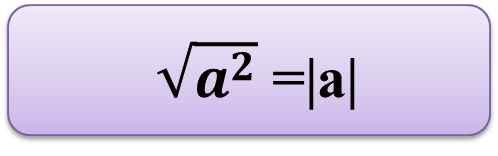 √a² =|a|